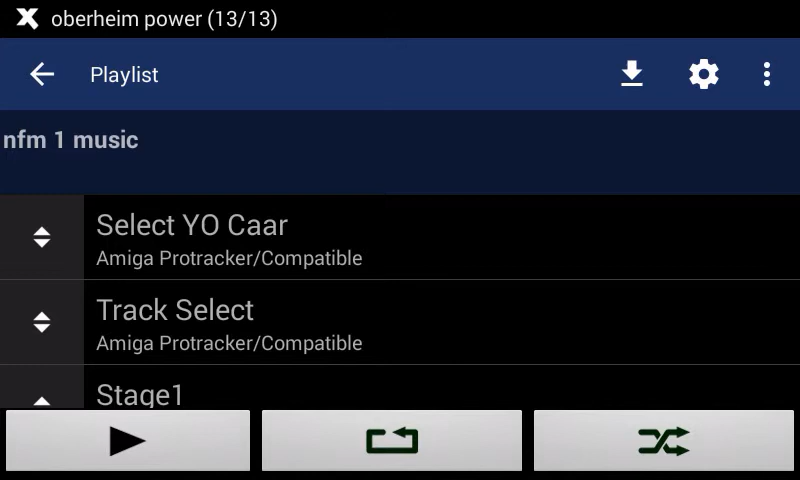 oberheim power (13/13)
Playlist
nfm 1 music
Select YO Caar
Amiga Protracker/Compatible
Track Select
Amiga Protracker/Compatible
Stage1